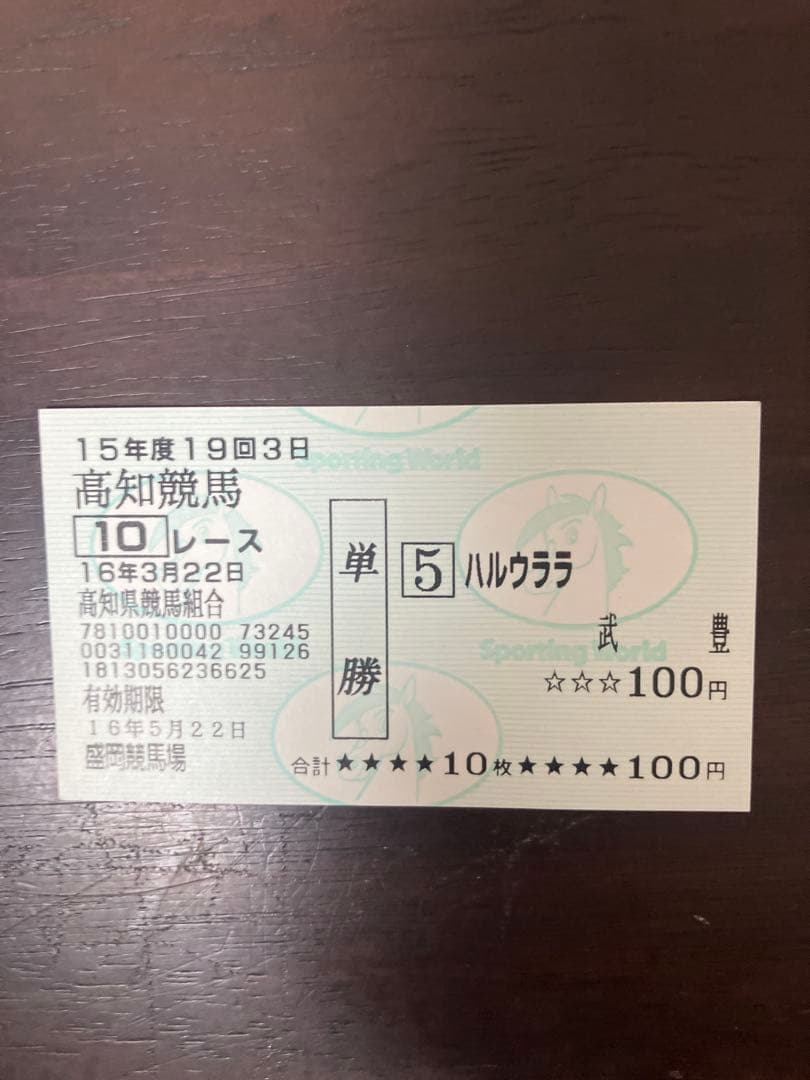 15年度19回3日
高知競馬
10レース
16年3月22日
高知県競馬組合
7810010000 73245
0031180042 99126
1813056236625
有効期限
16年5月22日
盛岡競馬場
単勝
5 ハルウララ
武 豊
☆☆☆100円
合計★★★★10枚★★★★100円
Sporting World
Sporting World